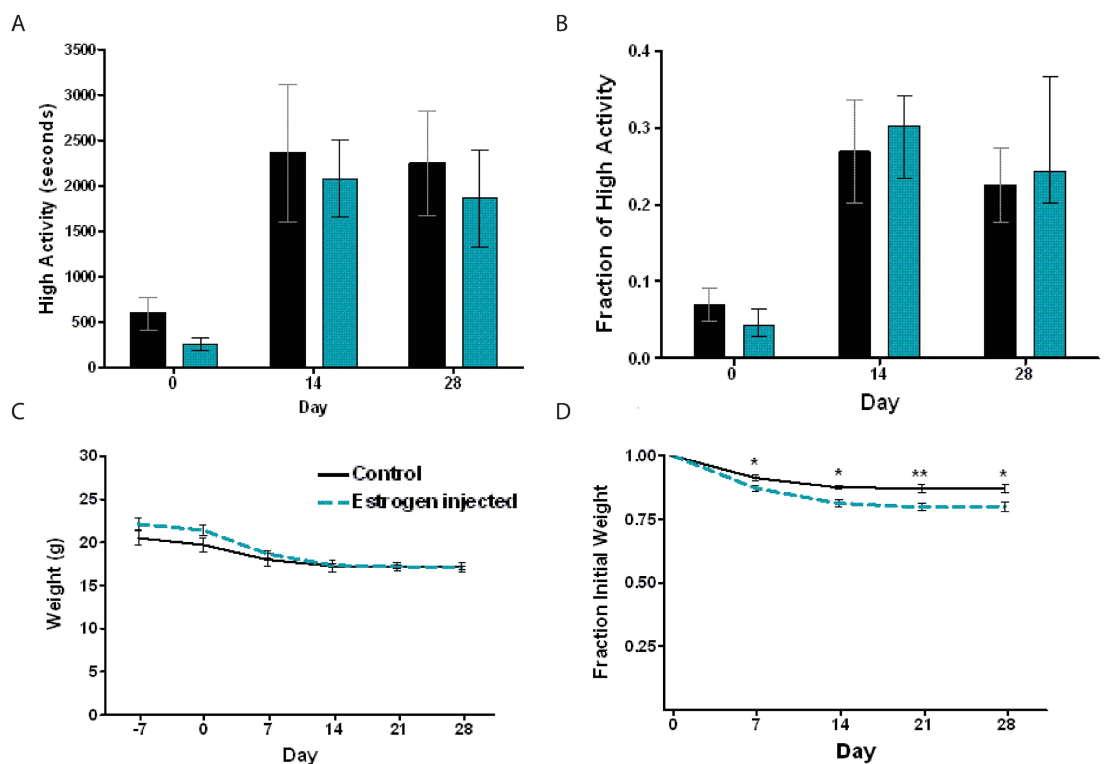 A
3500
3000
2500
2000
1500
1000
500
0
High Activity (seconds)
0 14 28
Day
B
0.4
0.3
0.2
0.1
0.0
Fraction of High Activity
0 14 28
Day
C
30
25
20
15
10
5
0
Weight (g)
Control
Estrogen injected
-7 0 7 14 21 28
Day
D
1.00
0.75
0.50
0.25
Fraction Initial Weight
* * ** *
0 7 14 21 28
Day